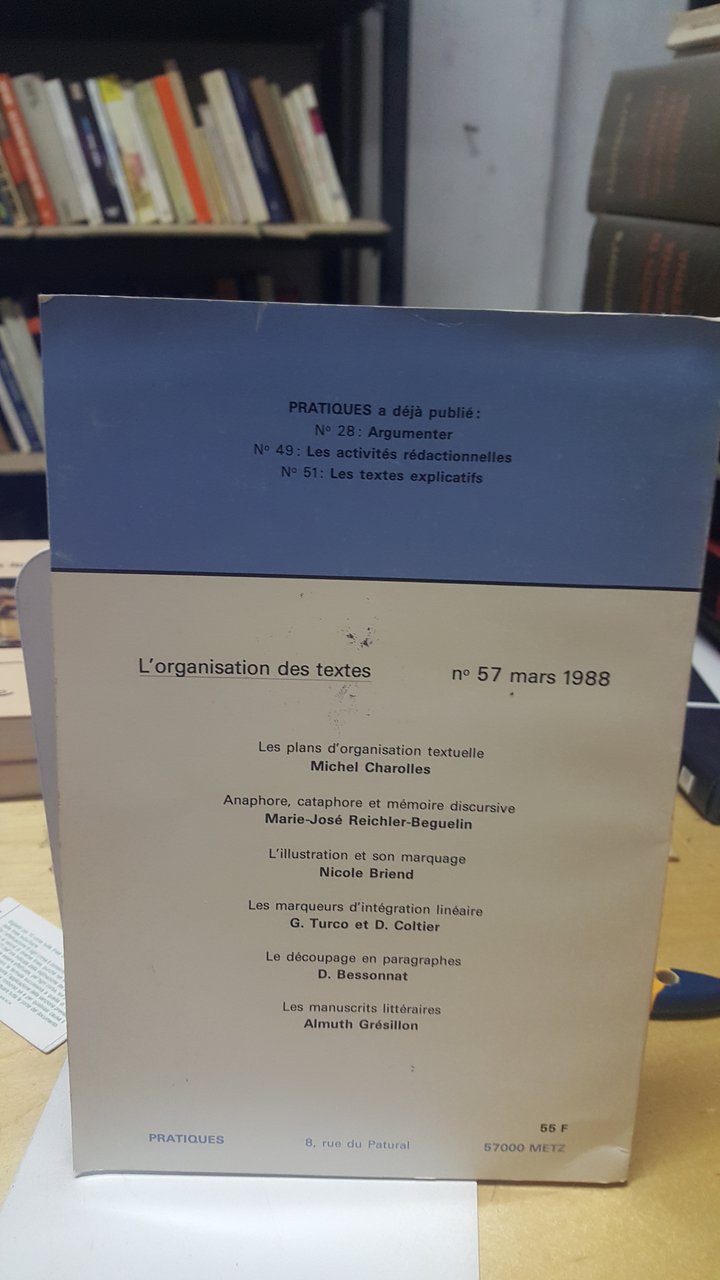 PRATIQUES a déjà publié :
Nº 28 : Argumenter
Nº 49 : Les activités rédactionnelles
Nº 51 : Les textes explicatifs
L'organisation des textes
nº 57 mars 1988
Les plans d'organisation textuelle
Michel Charolles
Anaphore, cataphore et mémoire discursive
Marie-José Reichler-Beguelin
L'illustration et son marquage
Nicole Briend
Les marqueurs d'intégration linéaire
G. Turco et D. Coltier
Le découpage en paragraphes
D. Bessonnat
Les manuscrits littéraires
Almuth Grésillon
55 F
PRATIQUES
8, rue du Patural
57000 METZ